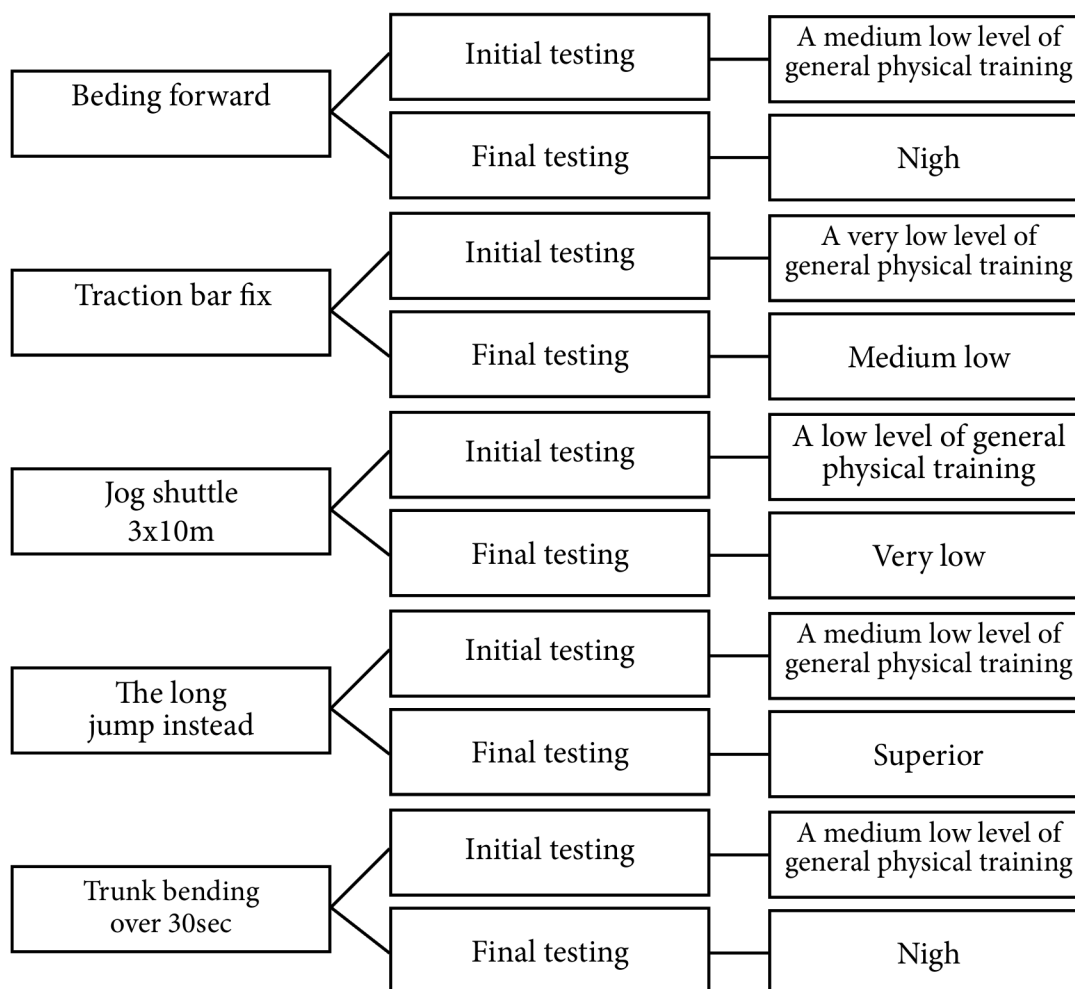 Beding forward
Initial testing
A medium low level of
general physical training
Final testing
Nigh
Traction bar fix
Initial testing
A very low level of
general physical training
Final testing
Medium low
Jog shuttle
3x10m
Initial testing
A low level of general
physical training
Final testing
Very low
The long
jump instead
Initial testing
A medium low level of
general physical training
Final testing
Superior
Trunk bending
over 30sec
Initial testing
A medium low level of
general physical training
Final testing
Nigh